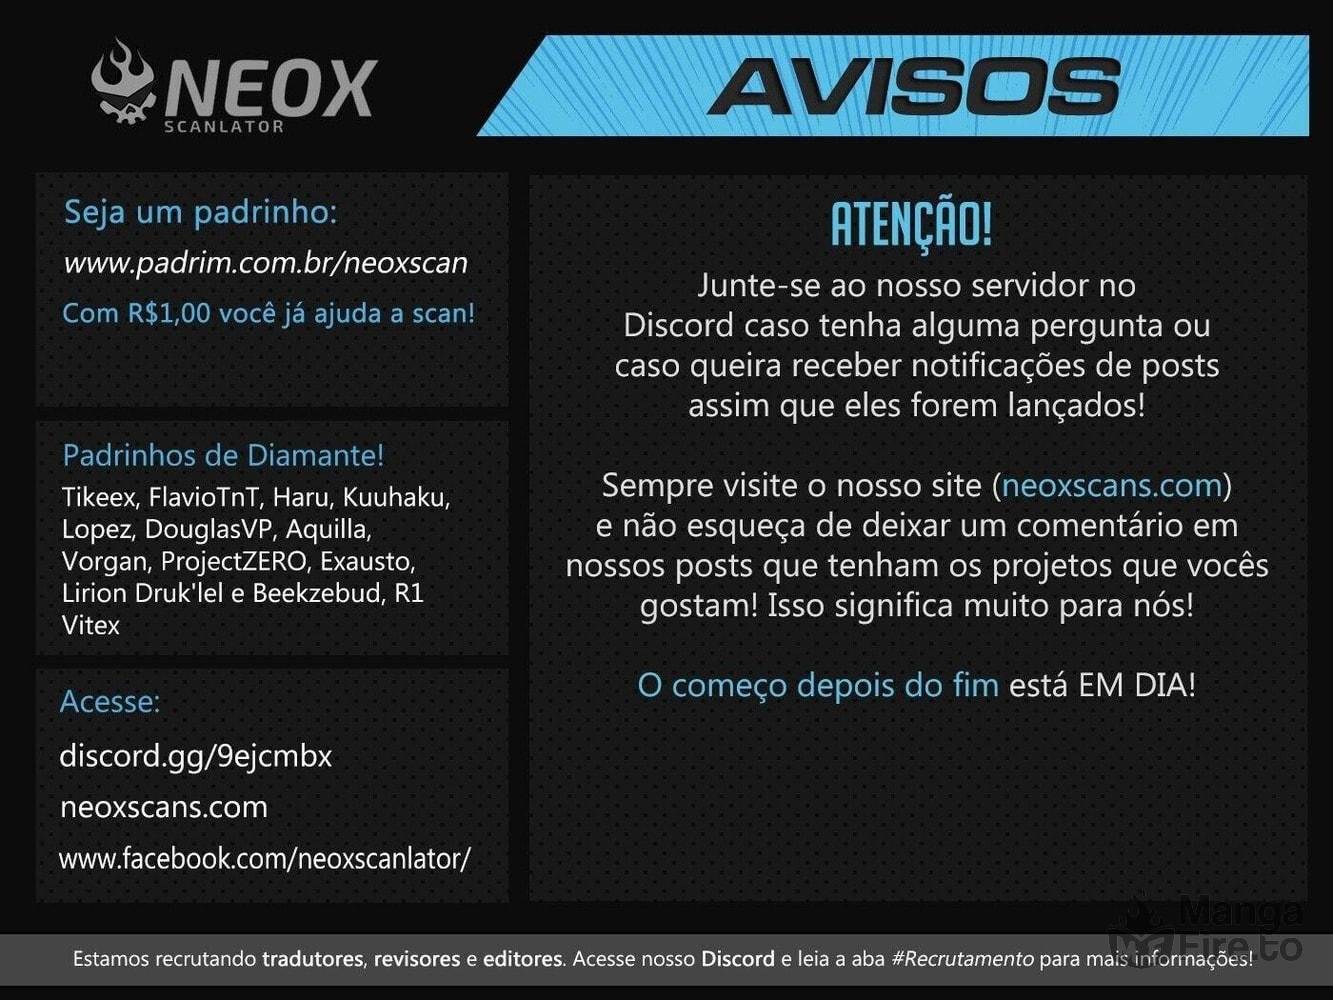 NEOX
SCANLATOR
AVISOS
Seja um padrinho:
www.padrim.com.br/neoxscan
Com R$1,00 você já ajuda a scan!
Padrinhos de Diamante!
Tikeex, FlavioTnT, Haru, Kuuhaku,
Lopez, DouglasVP, Aquilla,
Vorgan, ProjectZERO, Exausto,
Lirion Druk'lel e Beekzebud, R1
Vitex
Acesse:
discord.gg/9ejcmbx
neoxscans.com
www.facebook.com/neoxscanlator/
ATENÇÃO!
Junte-se ao nosso servidor no
Discord caso tenha alguma pergunta ou
caso queira receber notificações de posts
assim que eles forem lançados!
Sempre visite o nosso site (neoxscans.com)
e não esqueça de deixar um comentário em
nossos posts que tenham os projetos que vocês
gostam! Isso significa muito para nós!
O começo depois do fim está EM DIA!
Manga
Fire.to
Estamos recrutando tradutores, revisores e editores. Acesse nosso Discord e leia a aba #Recrutamento para mais informações!